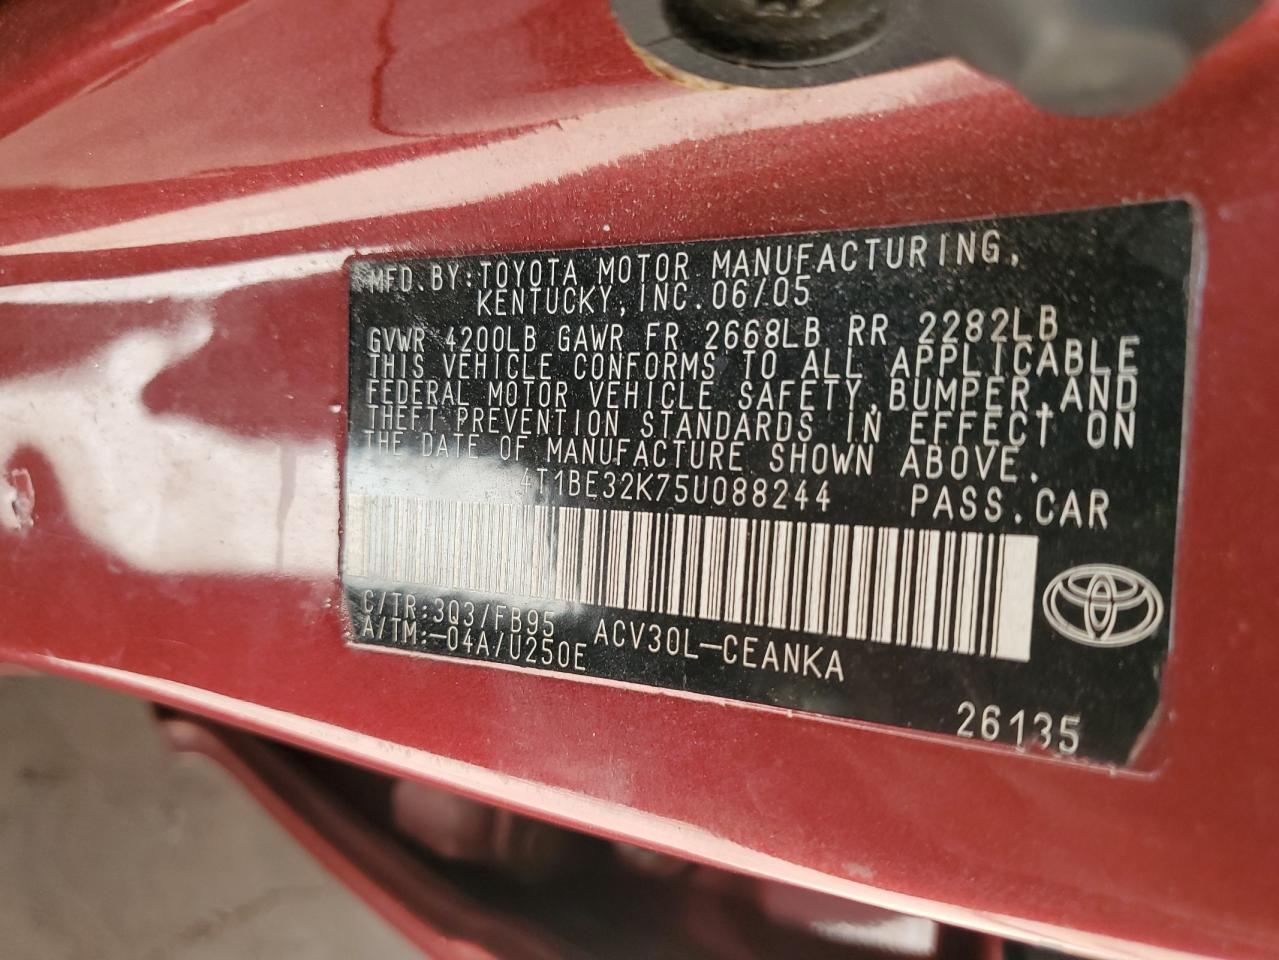 MFD.BY:TOYOTA MOTOR MANUFACTURING,
KENTUCKY, INC.06/05
GVWR 4200LB GAWR FR 2668LB RR 2282LB
THIS VEHICLE CONFORMS TO ALL APPLICABLE
FEDERAL MOTOR VEHICLE SAFETY,BUMPER,AND
THEFT PREVENTION STANDARDS IN EFFECT ON
THE DATE OF MANUFACTURE SHOWN ABOVE.
4T1BE32K75U088244 PASS.CAR
C/TR:3Q3/FB95 ACV30L-CEANKA
A/TM:-04A/U250E
26135